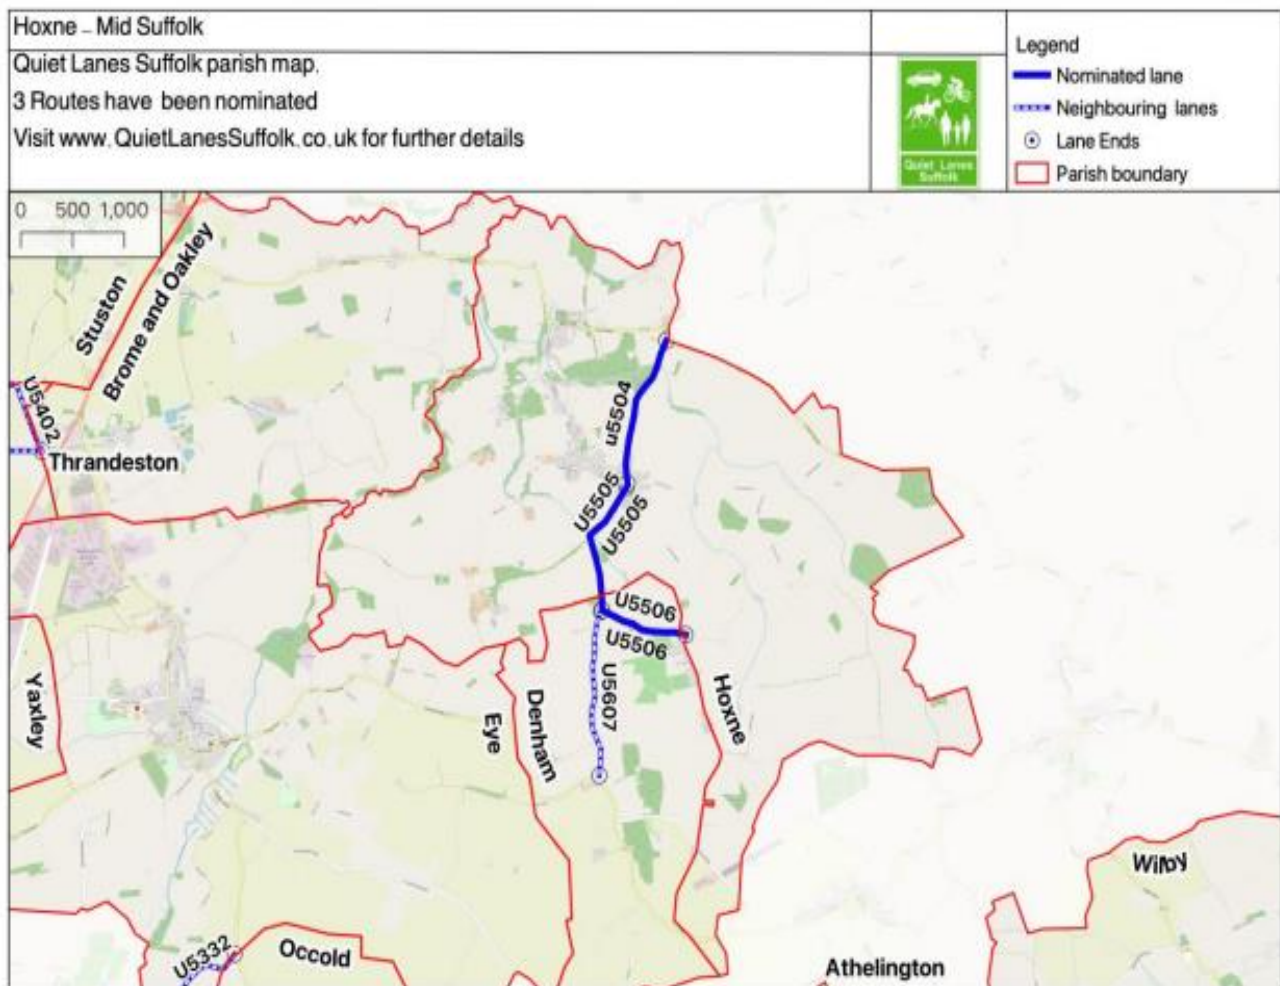 Hoxne – Mid Suffolk
Quiet Lanes Suffolk parish map.
3 Routes have been nominated
Visit www.QuietLanesSuffolk.co.uk for further details
Quiet Lanes
Suffolk
Legend
Nominated lane
Neighbouring lanes
Lane Ends
Parish boundary
0 500 1,000
Stuston
Brome and Oakley
U5402
Thrandeston
u5504
U5505
U5505
U5506
U5506
U5607
Yaxley
Eye
Denham
Hoxne
Wilby
U5332
Occold
Athelington